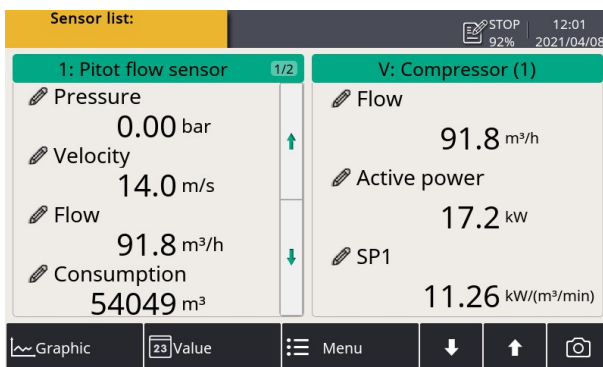 Sensor list:
STOP 12:01
92% 2021/04/08
1: Pitot flow sensor 1/2
Pressure
0.00 bar
Velocity
14.0 m/s
Flow
91.8 m³/h
Consumption
54049 m³
V: Compressor (1)
Flow
91.8 m³/h
Active power
17.2 kW
SP1
11.26 kW/(m³/min)
Graphic 23 Value Menu